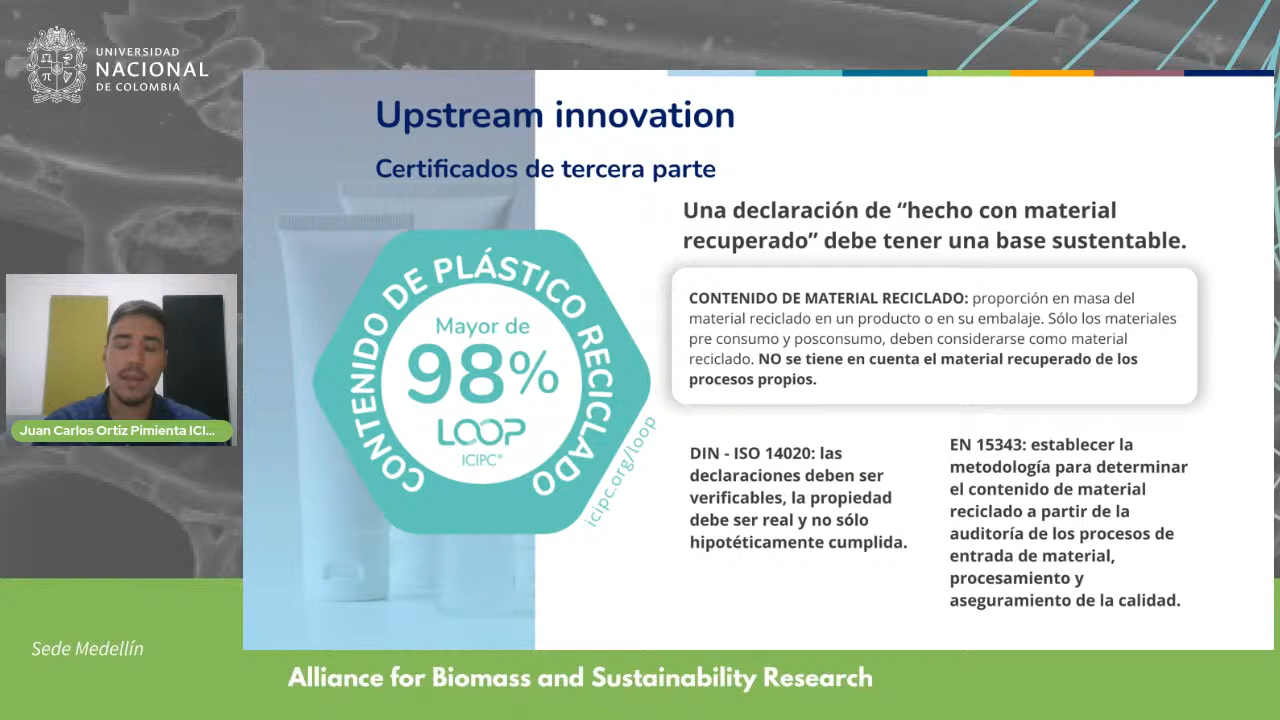 UNIVERSIDAD
NACIONAL
DE COLOMBIA
Upstream innovation
Certificados de tercera parte
Una declaración de “hecho con material
recuperado” debe tener una base sustentable.
CONTENIDO DE PLÁSTICO RECICLADO
Mayor de
98%
LOOP
ICIPC®
icipc.org/loop
CONTENIDO DE MATERIAL RECICLADO: proporción en masa del
material reciclado en un producto o en su embalaje. Sólo los materiales
pre consumo y posconsumo, deben considerarse como material
reciclado. NO se tiene en cuenta el material recuperado de los
procesos propios.
DIN - ISO 14020: las
declaraciones deben ser
verificables, la propiedad
debe ser real y no sólo
hipotéticamente cumplida.
EN 15343: establecer la
metodología para determinar
el contenido de material
reciclado a partir de la
auditoría de los procesos de
entrada de material,
procesamiento y
aseguramiento de la calidad.
Juan Carlos Ortíz Pimienta ICI...
Sede Medellín
Alliance for Biomass and Sustainability Research